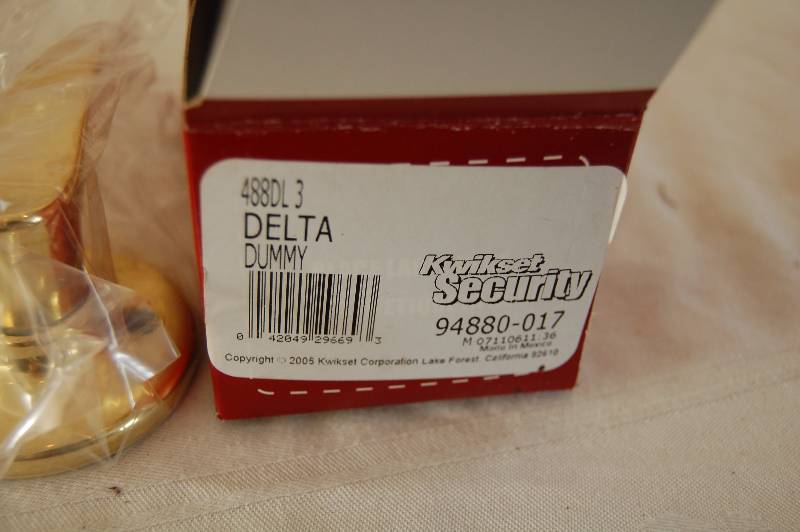 488DL 3
DELTA
DUMMY
Kwikset
Security
0 42049 29669 3
94880-017
M 07110611:36
Made In Mexico
Copyright © 2005 Kwikset Corporation Lake Forest, California 92610